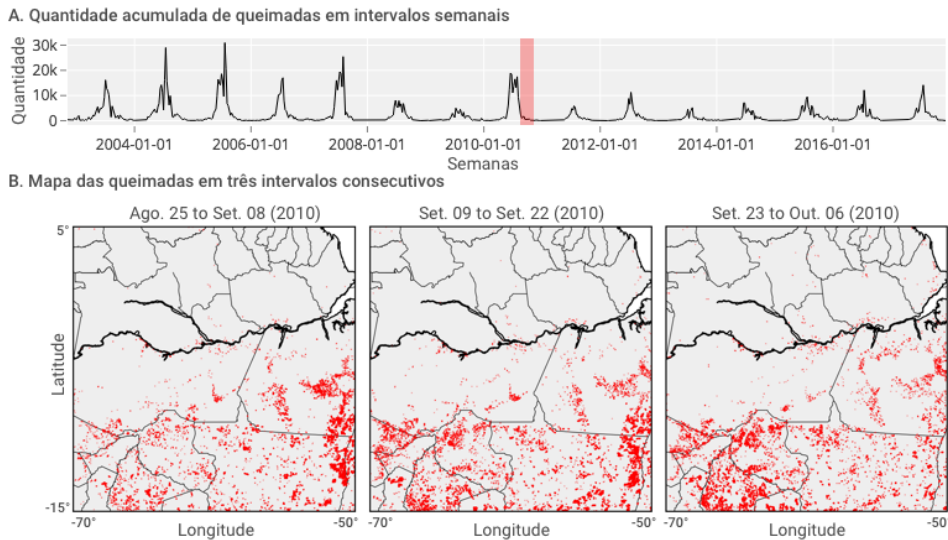 A. Quantidade acumulada de queimadas em intervalos semanais
Quantidade
30k
20k
10k
0
2004-01-01 2006-01-01 2008-01-01 2010-01-01 2012-01-01 2014-01-01 2016-01-01
Semanas
B. Mapa das queimadas em três intervalos consecutivos
Ago. 25 to Set. 08 (2010) Set. 09 to Set. 22 (2010) Set. 23 to Out. 06 (2010)
5°
Latitude
-15°
-70° -50° -70° -50° -70° -50°
Longitude Longitude Longitude